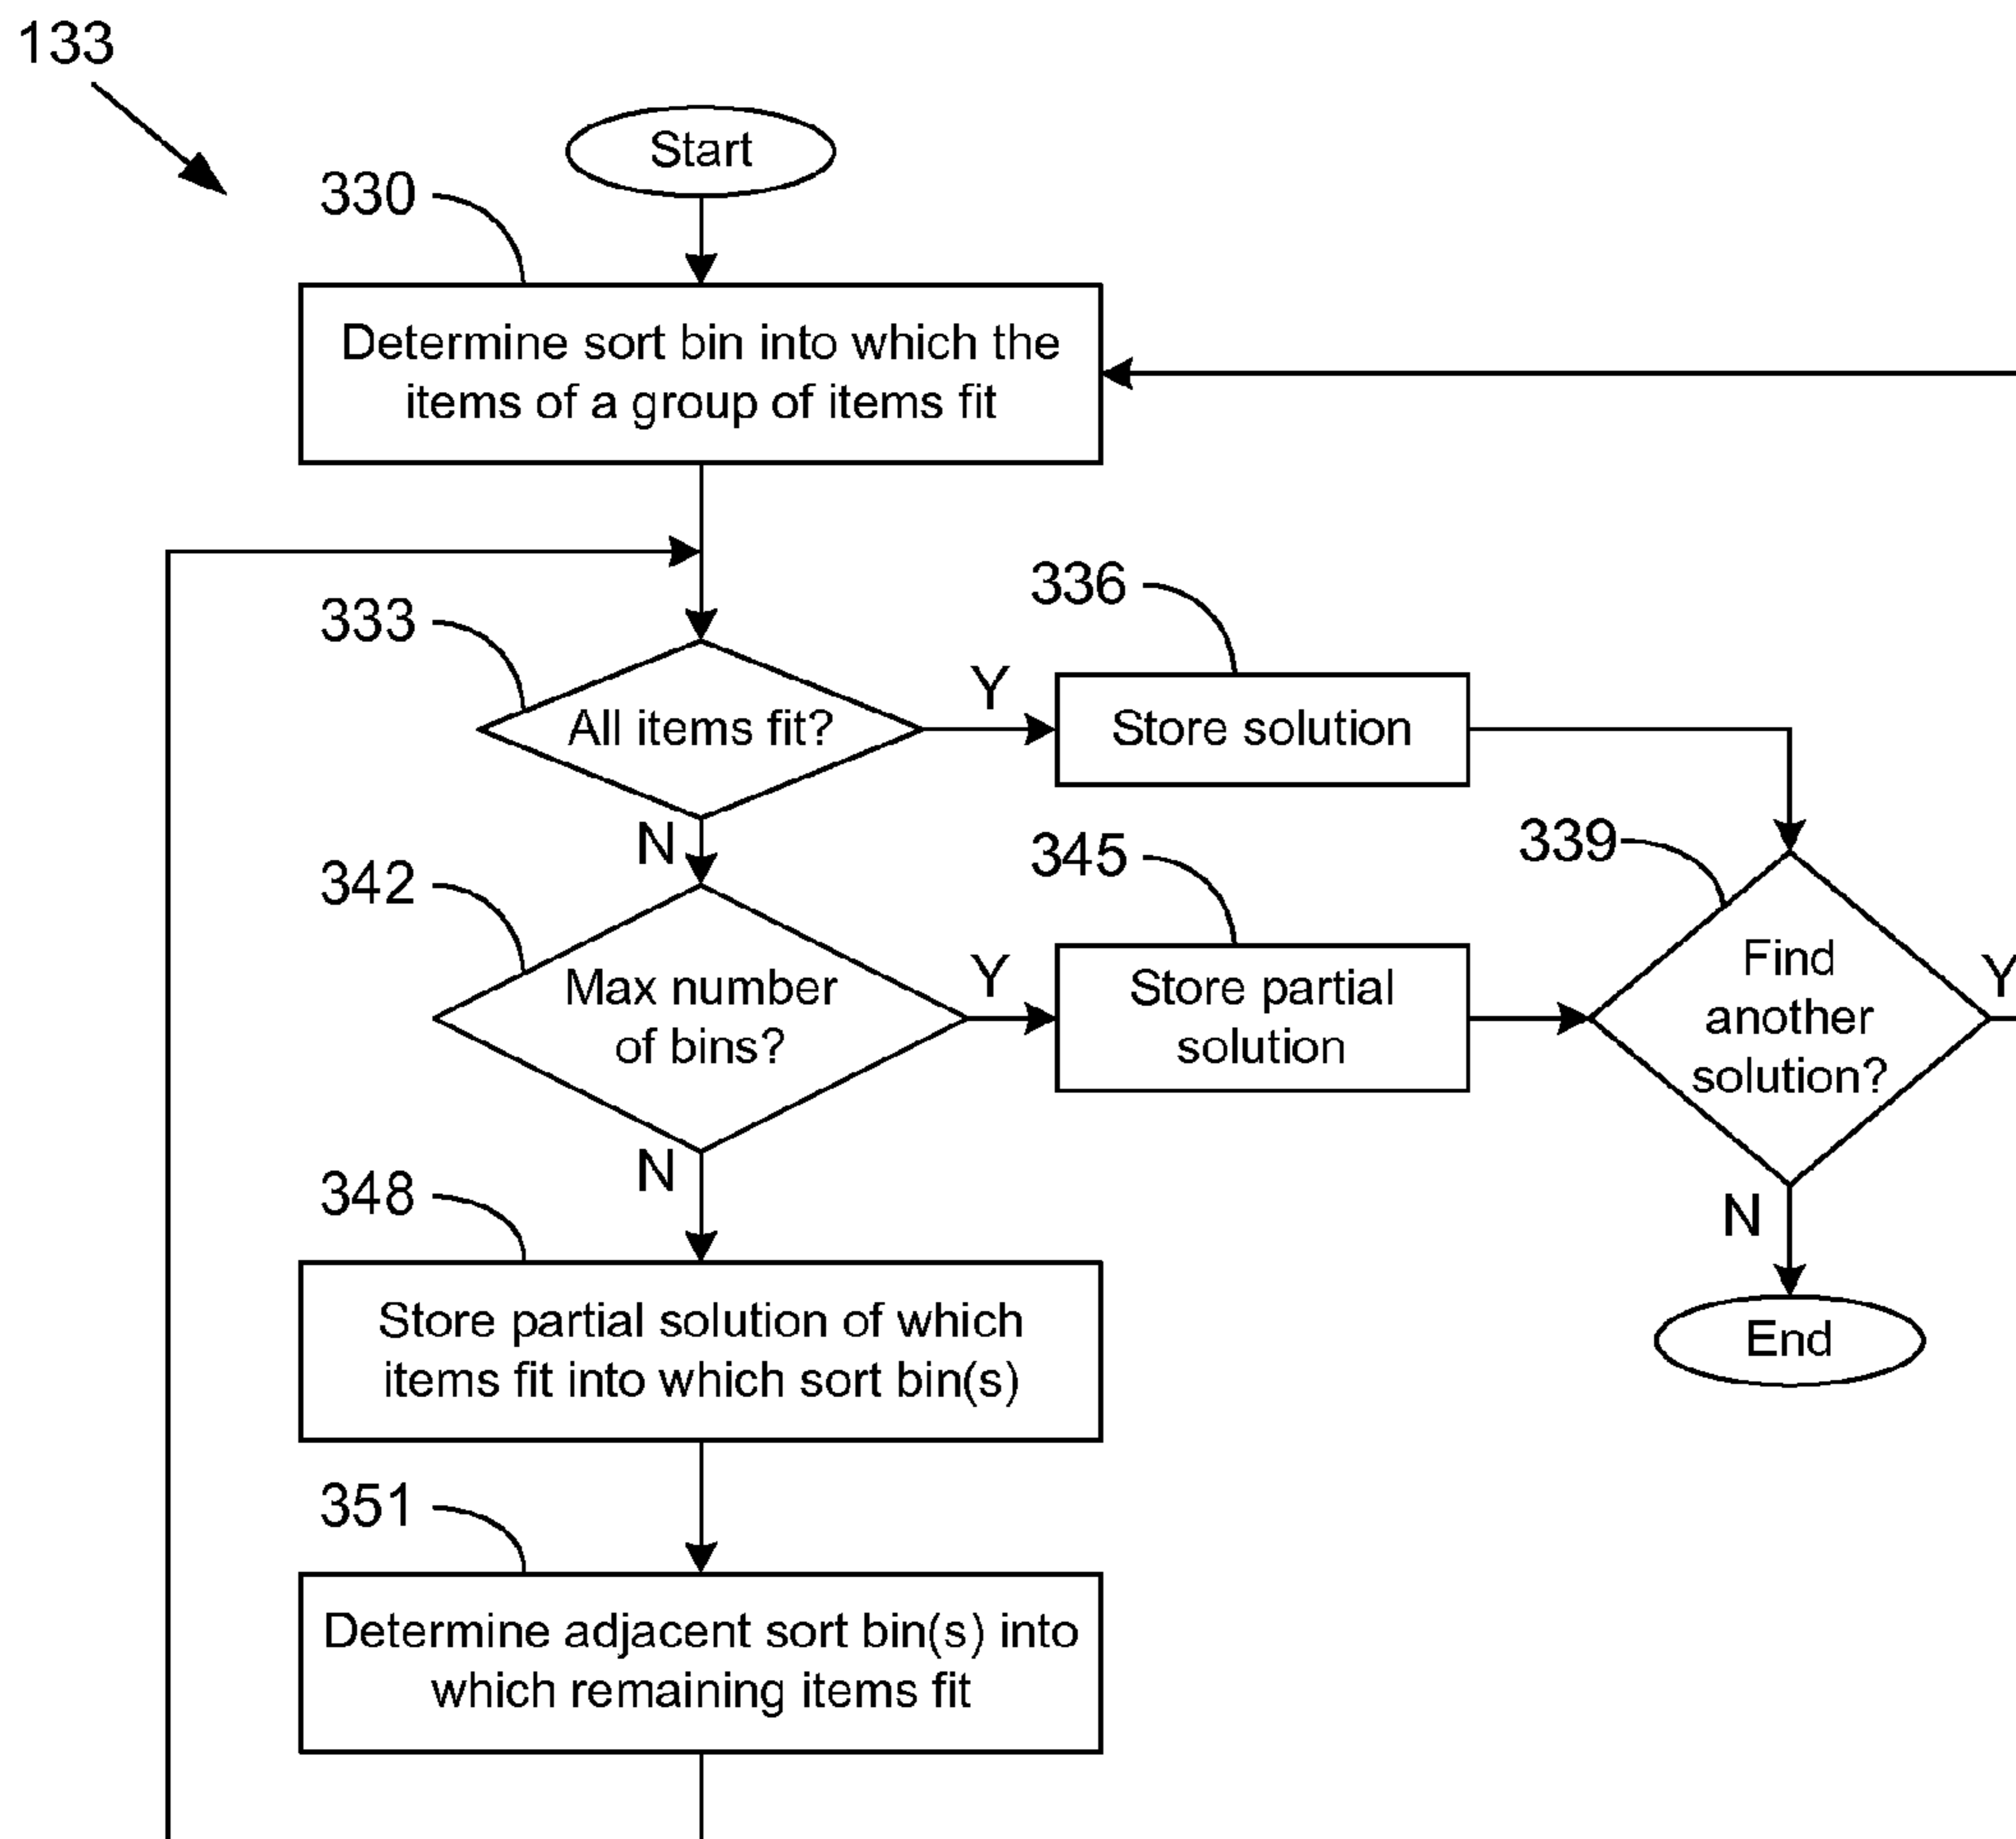 133
Start
330
Determine sort bin into which the
items of a group of items fit
333
All items fit?
Y
336
Store solution
N
342
Max number
of bins?
Y
345
Store partial
solution
339
Find
another
solution?
Y
N
End
N
348
Store partial solution of which
items fit into which sort bin(s)
351
Determine adjacent sort bin(s) into
which remaining items fit